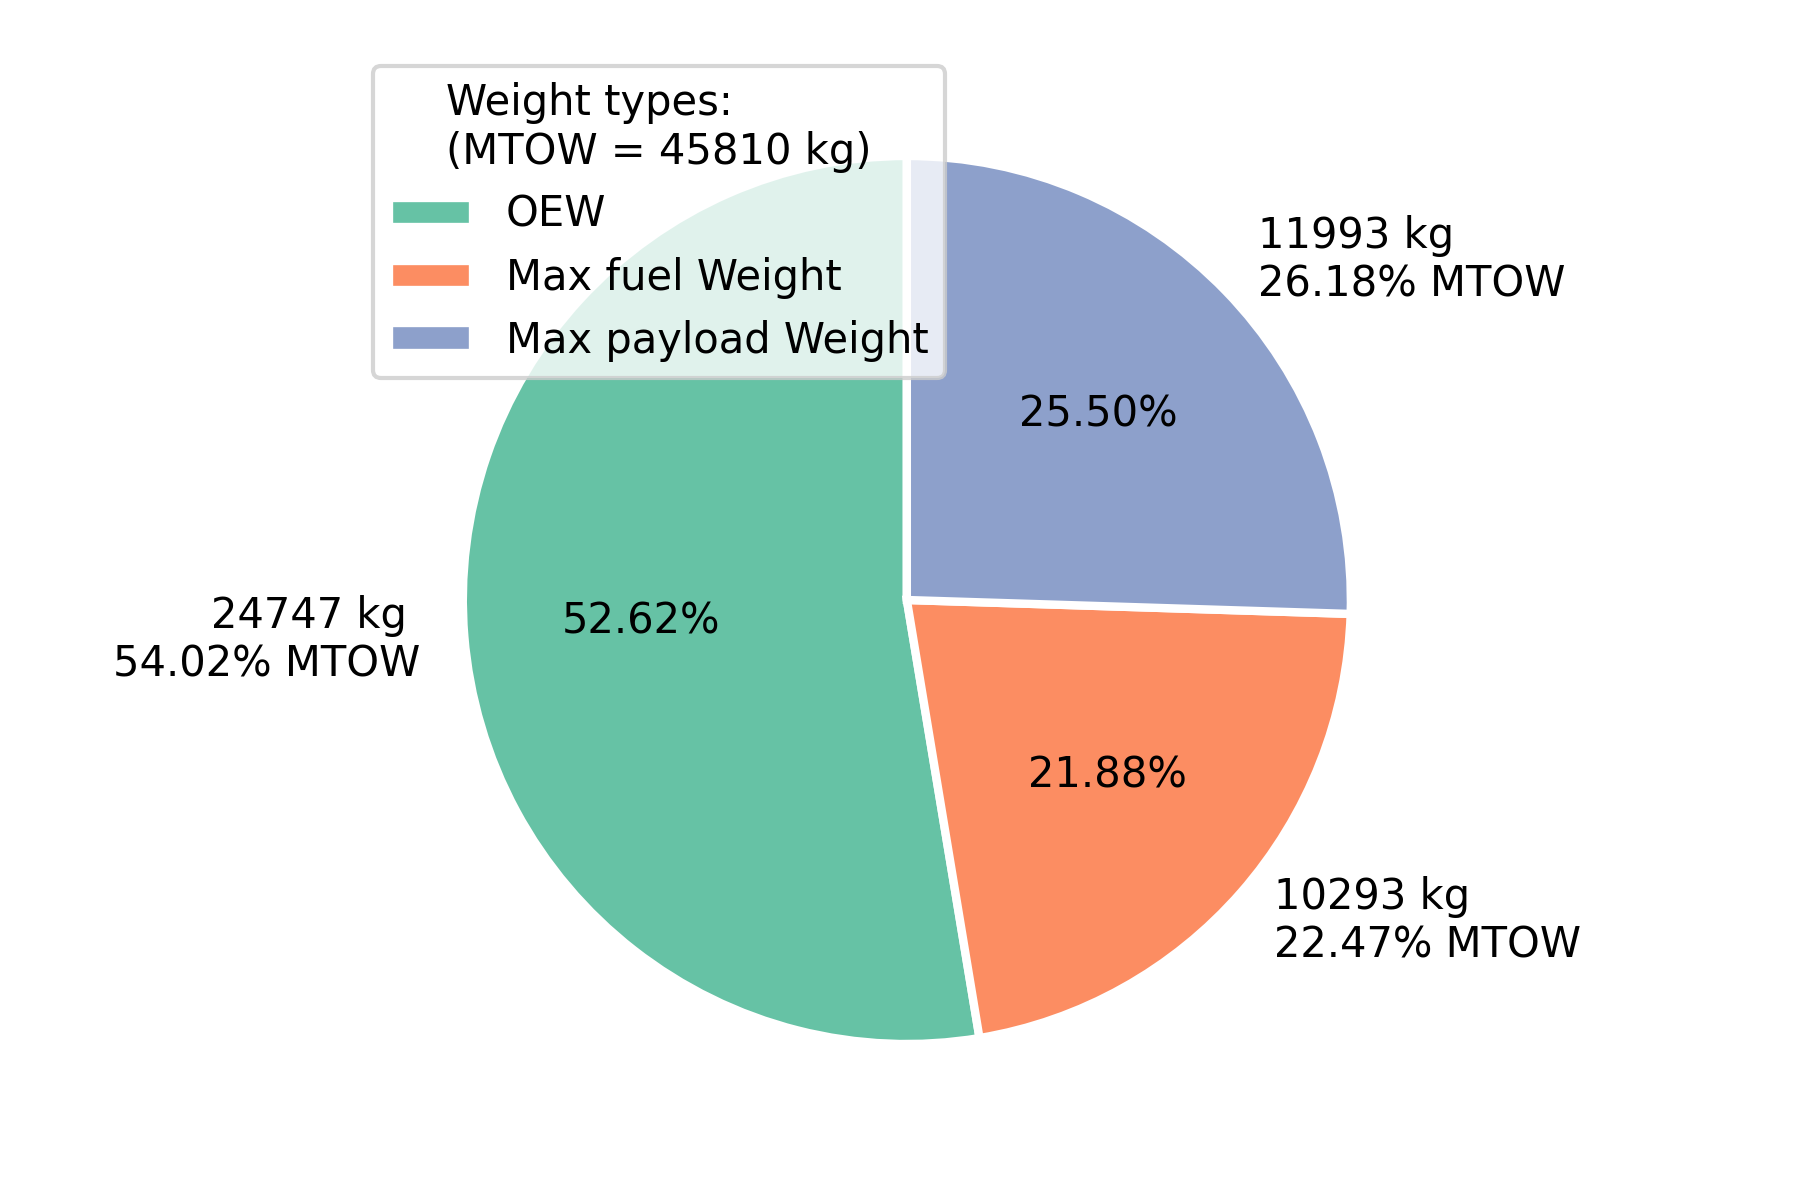 Weight types:
(MTOW = 45810 kg)
OEW
Max fuel Weight
Max payload Weight
11993 kg
26.18% MTOW
25.50%
24747 kg
54.02% MTOW
52.62%
21.88%
10293 kg
22.47% MTOW